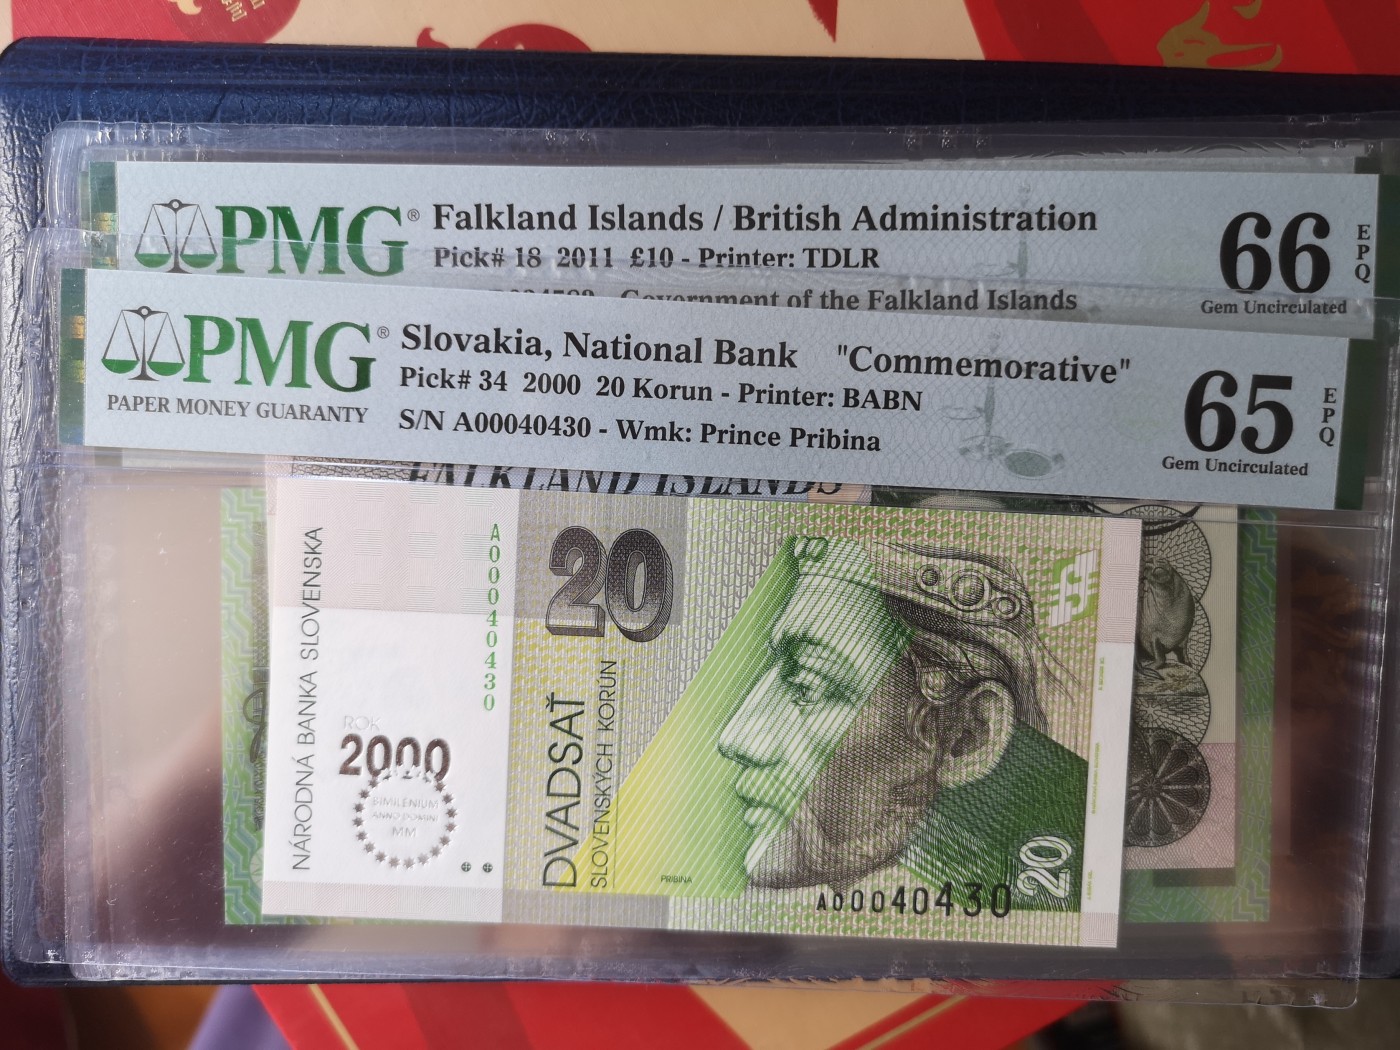 PMG®
Falkland Islands / British Administration
Pick# 18 2011 £10 - Printer: TDLR
Government of the Falkland Islands
66
EPQ
Gem Uncirculated
PMG®
PAPER MONEY GUARANTY
Slovakia, National Bank "Commemorative"
Pick# 34 2000 20 Korun - Printer: BABN
S/N A00040430 - Wmk: Prince Pribina
65
EPQ
Gem Uncirculated
FALKLAND ISLANDS
NÁRODNÁ BANKA SLOVENSKA
A00040430
ROK
2000
BIMILENIUM
ANNO DOMINI
MM
20
DVADSAŤ
SLOVENSKÝCH KORÚN
PRIBINA
A00040430
20